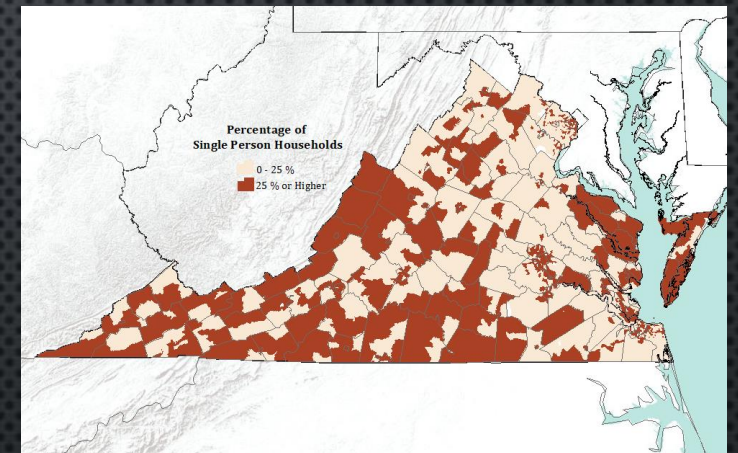 Percentage of
Single Person Households
0 - 25 %
25 % or Higher